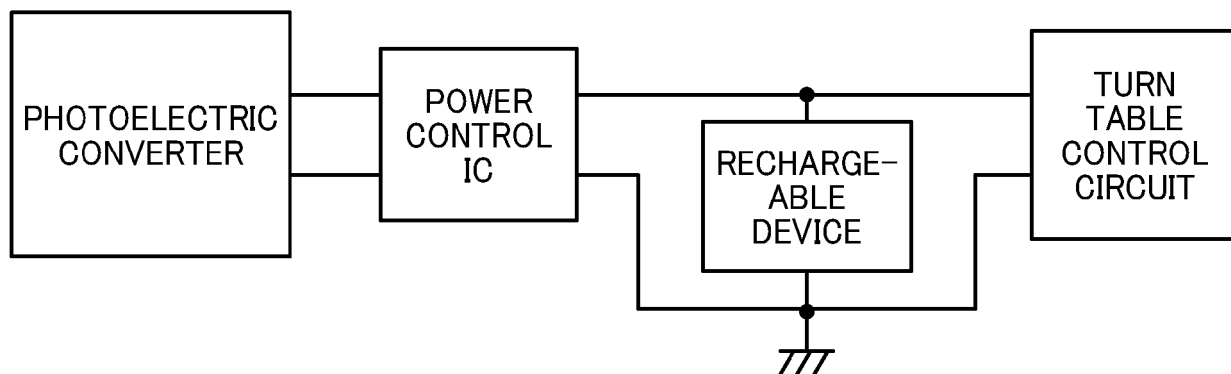 PHOTOELECTRIC
CONVERTER
POWER
CONTROL
IC
RECHARGE-
ABLE
DEVICE
TURN
TABLE
CONTROL
CIRCUIT